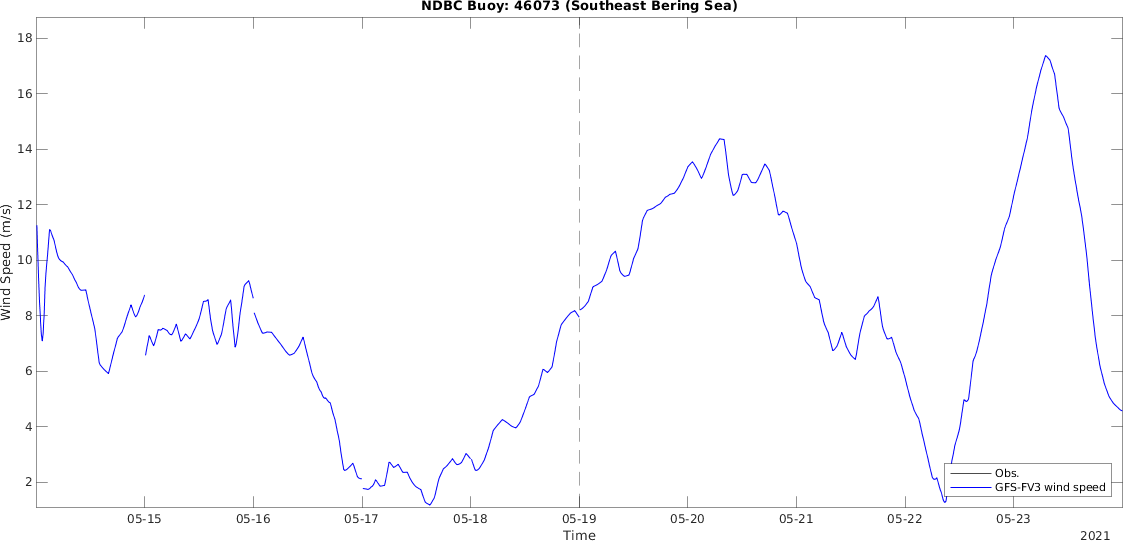 NDBC Buoy: 46073 (Southeast Bering Sea)
18
16
14
12
10
8
6
4
2
Wind Speed (m/s)
Obs.
GFS-FV3 wind speed
05-15 05-16 05-17 05-18 05-19 05-20 05-21 05-22 05-23
Time
2021